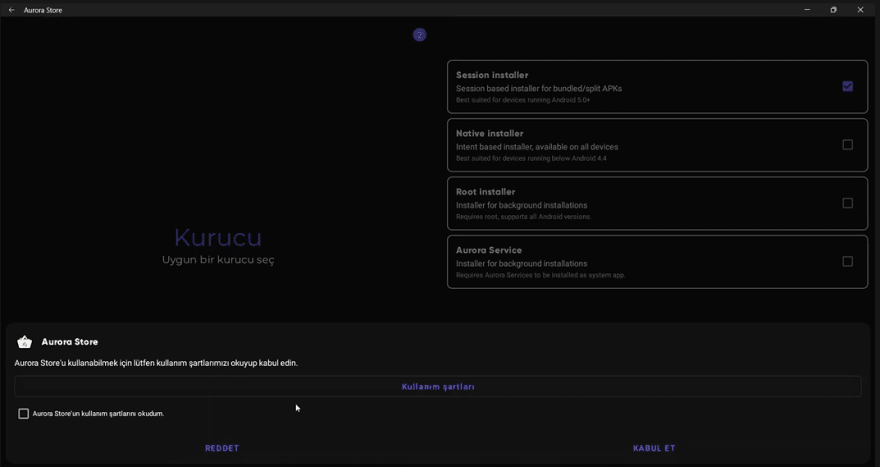 Aurora Store
2
Session installer
Session based installer for bundled/split APKs
Best suited for devices running Android 5.0+
Native installer
Intent based installer, available on all devices
Best suited for devices running below Android 4.4
Root installer
Installer for background installations
Requires root, supports all Android versions.
Kurucu
Uygun bir kurucu seç
Aurora Service
Installer for background installations
Requires Aurora Services to be installed as system app.
Aurora Store
Aurora Store'u kullanabilmek için lütfen kullanım şartlarımızı okuyup kabul edin.
Kullanım şartları
Aurora Store'un kullanım şartlarını okudum.
REDDET
KABUL ET